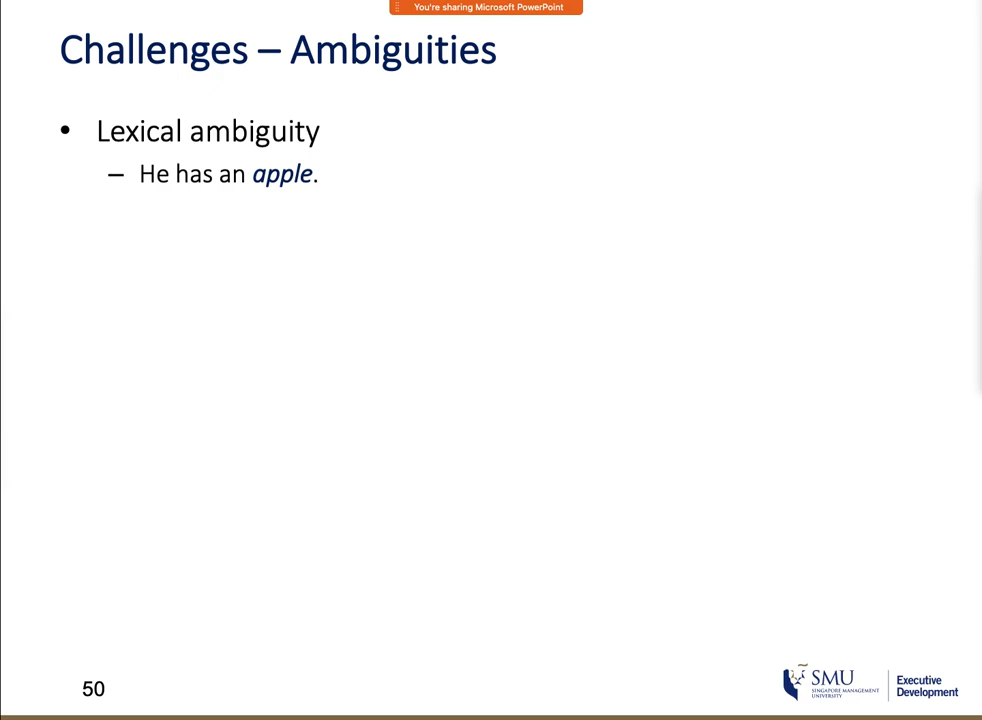 You're sharing Microsoft PowerPoint
Challenges – Ambiguities
• Lexical ambiguity
– He has an apple.
50
SMU
SINGAPORE MANAGEMENT
UNIVERSITY
Executive
Development